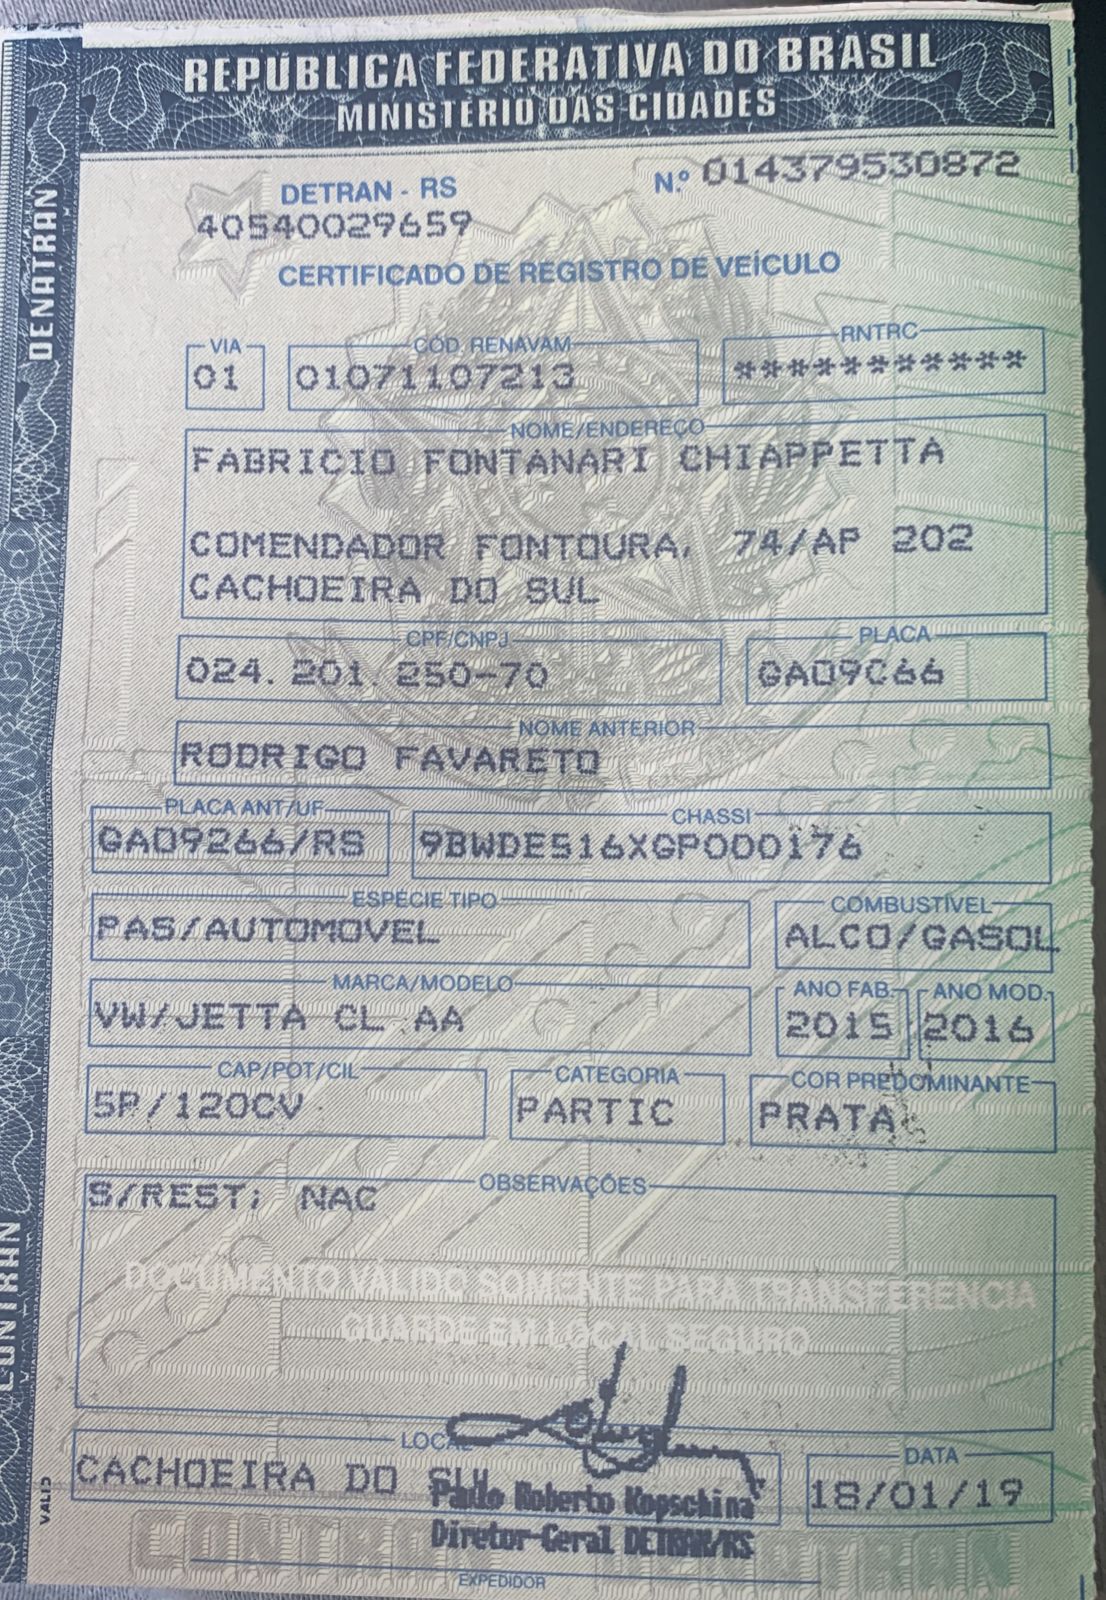 REPÚBLICA FEDERATIVA DO BRASIL
MINISTÉRIO DAS CIDADES
DENATRAN
DETRAN - RS
N.º 014379530872
40540029659
CERTIFICADO DE REGISTRO DE VEÍCULO
VIA
CÓD. RENAVAM
RNTRC
01
01071107213
***********
NOME/ENDEREÇO
FABRICIO FONTANARI CHIAPPETTA
COMENDADOR FONTOURA, 74/AP 202
CACHOEIRA DO SUL
CPF/CNPJ
PLACA
024.201.250-70
GAO9C66
NOME ANTERIOR
RODRIGO FAVARETO
PLACA ANT/UF
CHASSI
GAO9266/RS
9BWDES16XGP000176
ESPÉCIE TIPO
COMBUSTÍVEL
PAS/AUTOMOVEL
ALCO/GASOL
MARCA/MODELO
ANO FAB.
ANO MOD.
VW/JETTA CL AA
2015
2016
CAP/POT/CIL
CATEGORIA
COR PREDOMINANTE
5P/120CV
PARTIC
PRATA
OBSERVAÇÕES
S/REST; NAC
DOCUMENTO VÁLIDO SOMENTE PARA TRANSFERÊNCIA
GUARDE EM LOCAL SEGURO
CONTRAN
LOCAL
DATA
CACHOEIRA DO SUL
18/01/19
Paulo Roberto Kopschina
Diretor-Geral DETRAN/RS
CONTRAN DENATRAN
EXPEDIDOR